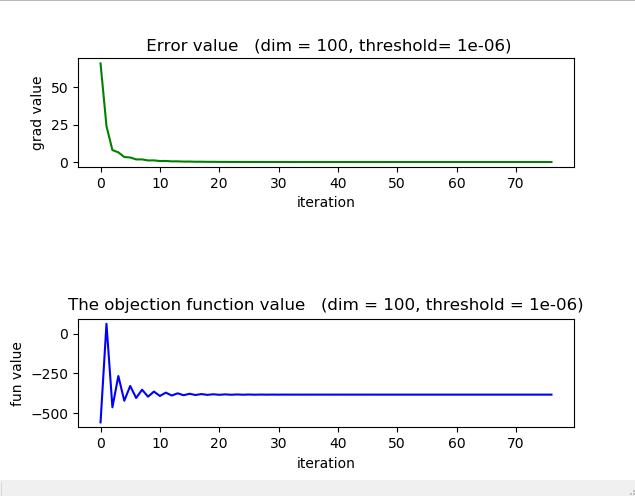 Error value   (dim = 100, threshold= 1e-06)
50
25
0
grad value
0 10 20 30 40 50 60 70
iteration
The objection function value   (dim = 100, threshold = 1e-06)
0
−250
−500
fun value
0 10 20 30 40 50 60 70
iteration